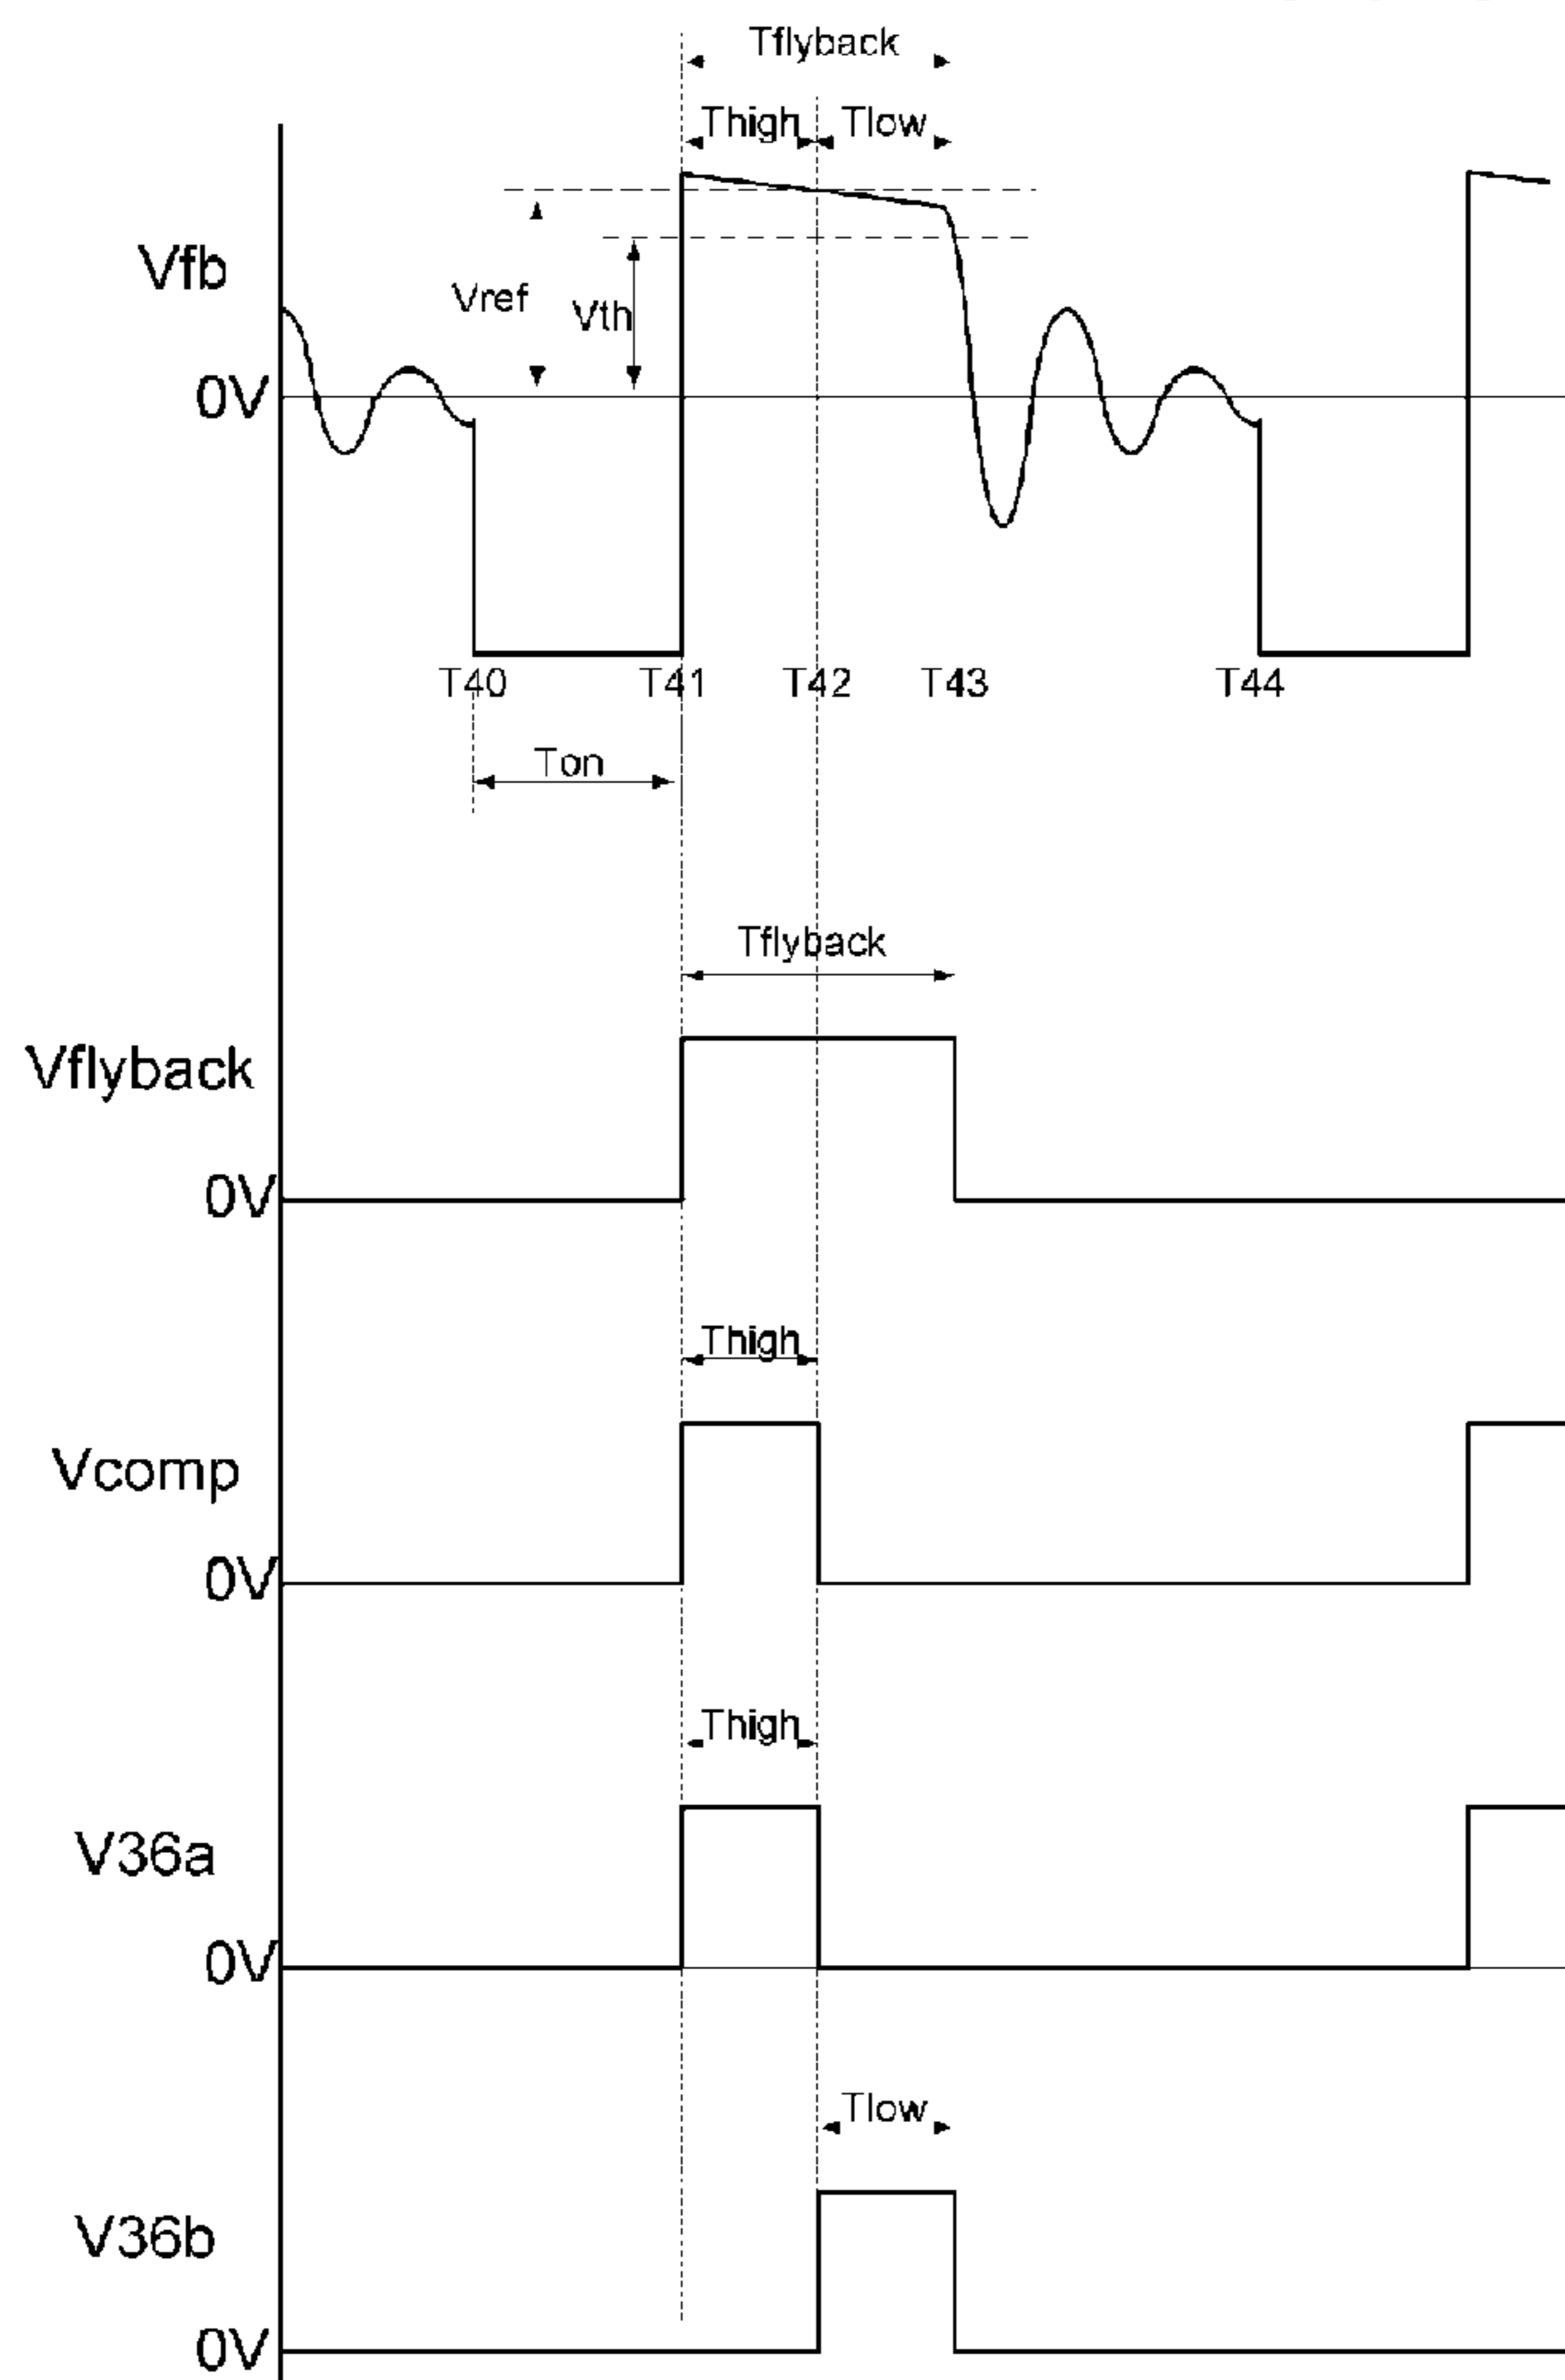 Tflyback
Thigh Tlow
Vfb
Vref
Vth
0V
T40 T41 T42 T43 T44
Ton
Tflyback
Vflyback
0V
Thigh
Vcomp
0V
Thigh
V36a
0V
Tlow
V36b
0V